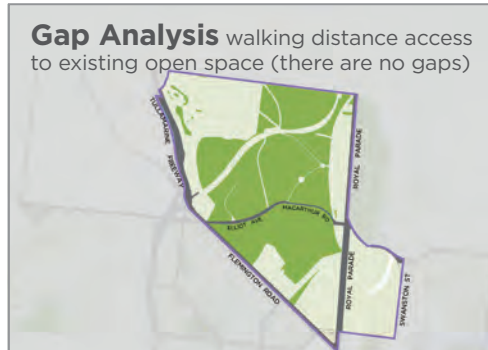 Gap Analysis walking distance access
to existing open space (there are no gaps)
TULLAMARINE FREEWAY
ROYAL PARADE
MACARTHUR RD
ELLIOT AVE
FLEMINGTON ROAD
ROYAL PARADE
SWANSTON ST